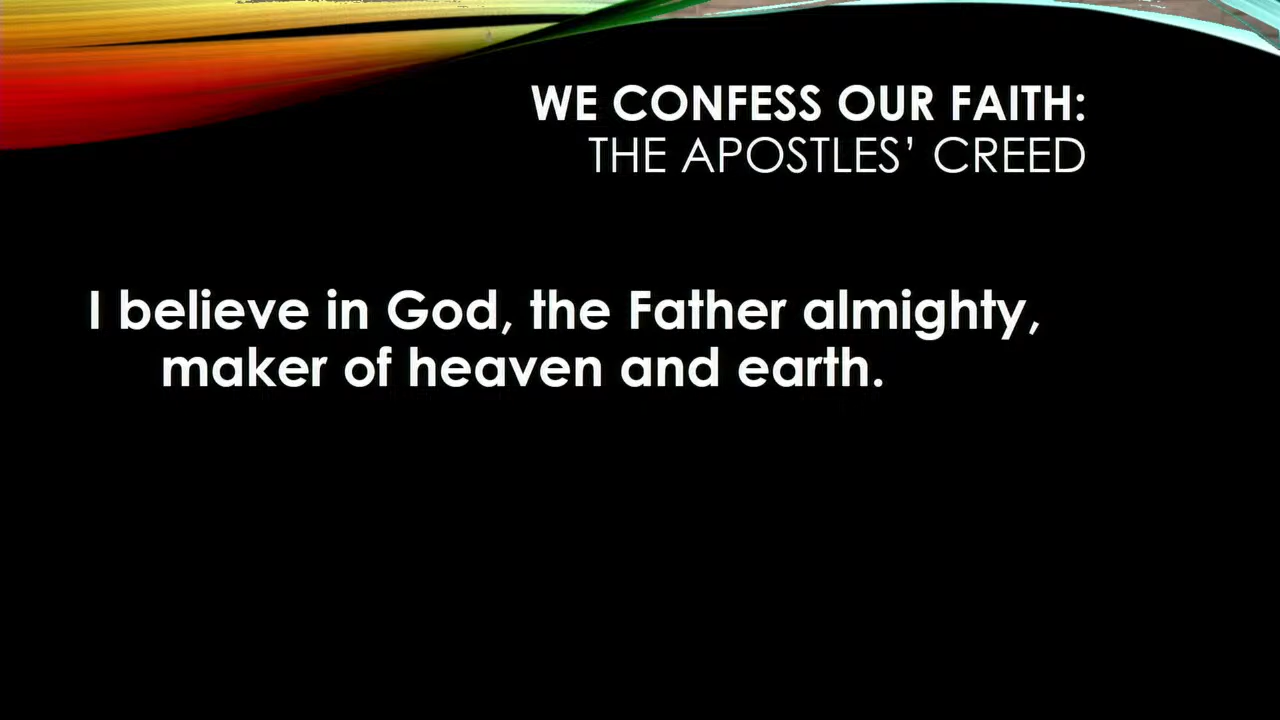 WE CONFESS OUR FAITH:
THE APOSTLES’ CREED
I believe in God, the Father almighty,
maker of heaven and earth.